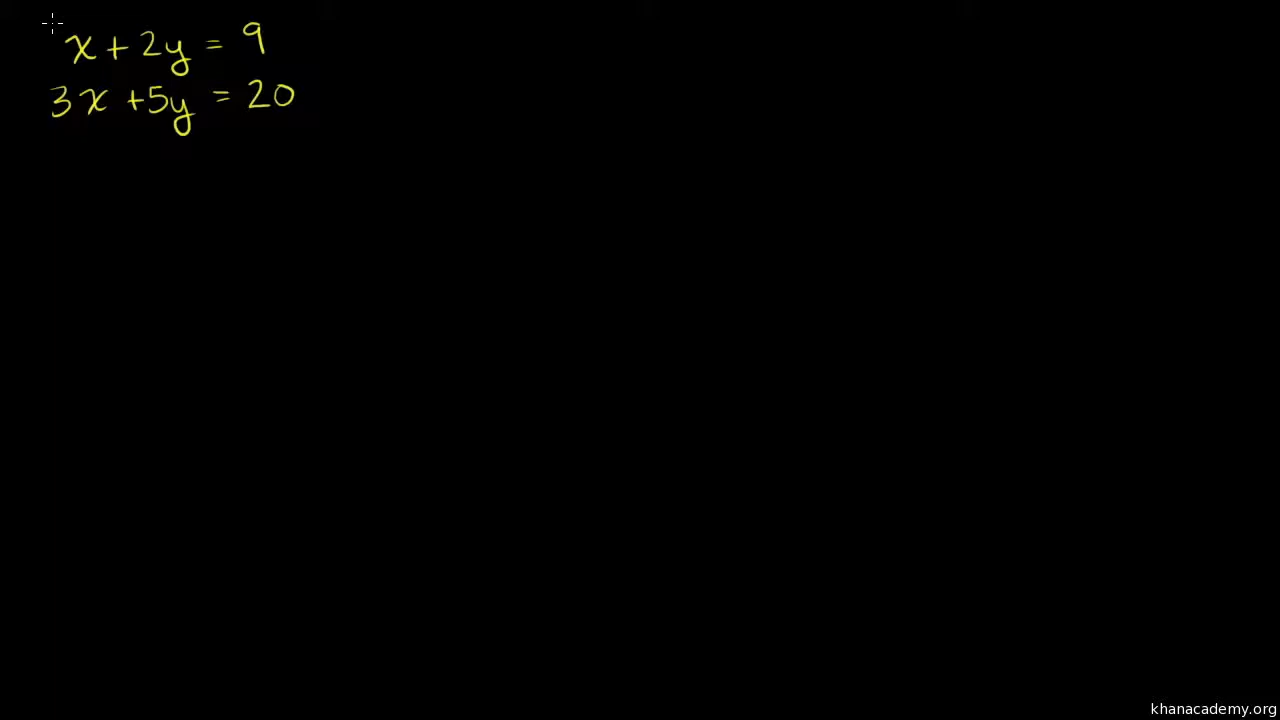 x + 2y = 9
3x + 5y = 20
khanacademy.org